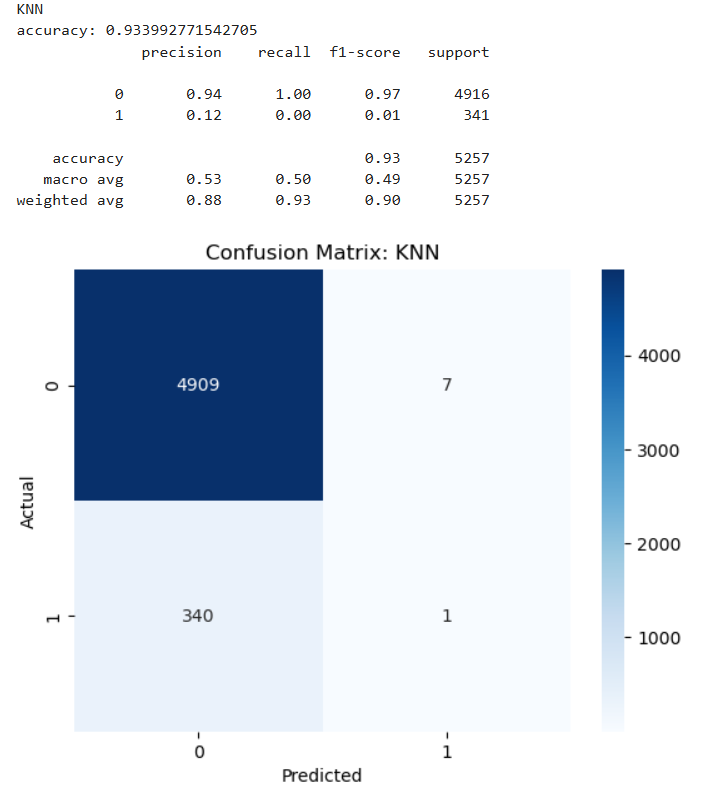 KNN
accuracy: 0.933992771542705
precision recall f1-score support
0 0.94 1.00 0.97 4916
1 0.12 0.00 0.01 341
accuracy 0.93 5257
macro avg 0.53 0.50 0.49 5257
weighted avg 0.88 0.93 0.90 5257
Confusion Matrix: KNN
4000
0 4909 7
3000
Actual
2000
1 340 1
1000
0 1
Predicted